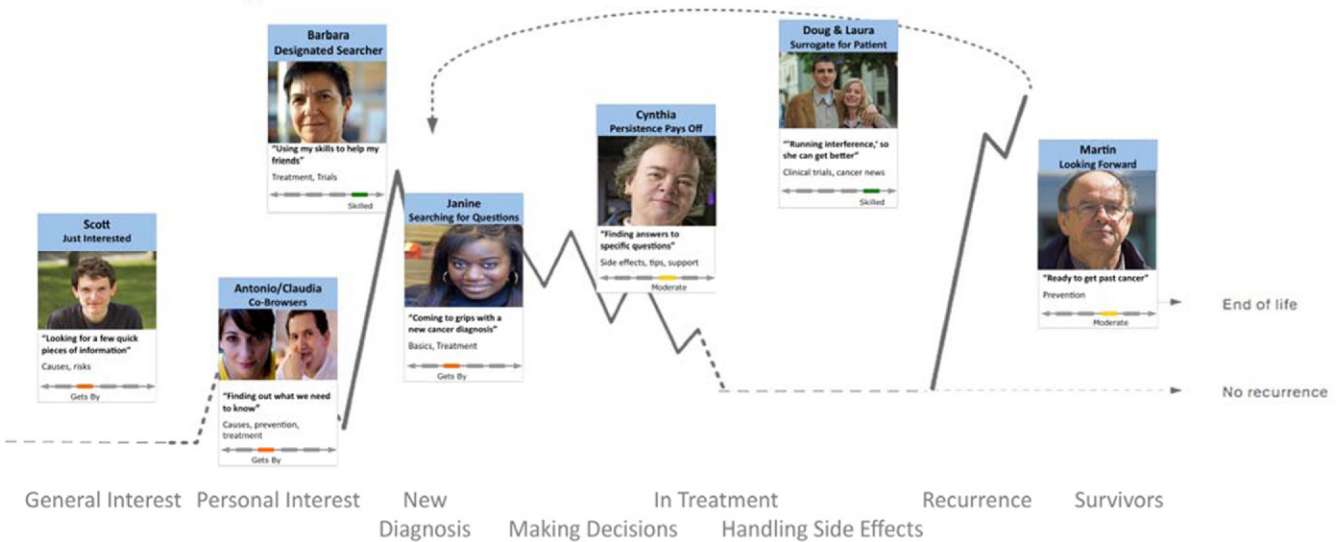 Barbara
Designated Searcher
"Using my skills to help my
friends"
Treatment, Trials
Skilled
Doug & Laura
Surrogate for Patient
"'Running interference,' so
she can get better"
Clinical trials, cancer news
Skilled
Cynthia
Persistence Pays Off
"Finding answers to
specific questions"
Side effects, tips, support
Moderate
Martin
Looking Forward
"Ready to get past cancer"
Prevention
Moderate
Janine
Searching for Questions
"Coming to grips with a
new cancer diagnosis"
Basics, Treatment
Gets By
Scott
Just Interested
"Looking for a few quick
pieces of information"
Causes, risks
Gets By
Antonio/Claudia
Co-Browsers
"Finding out what we need
to know"
Causes, prevention,
treatment
Gets By
End of life
No recurrence
General Interest
Personal Interest
New
Diagnosis
Making Decisions
In Treatment
Handling Side Effects
Recurrence
Survivors